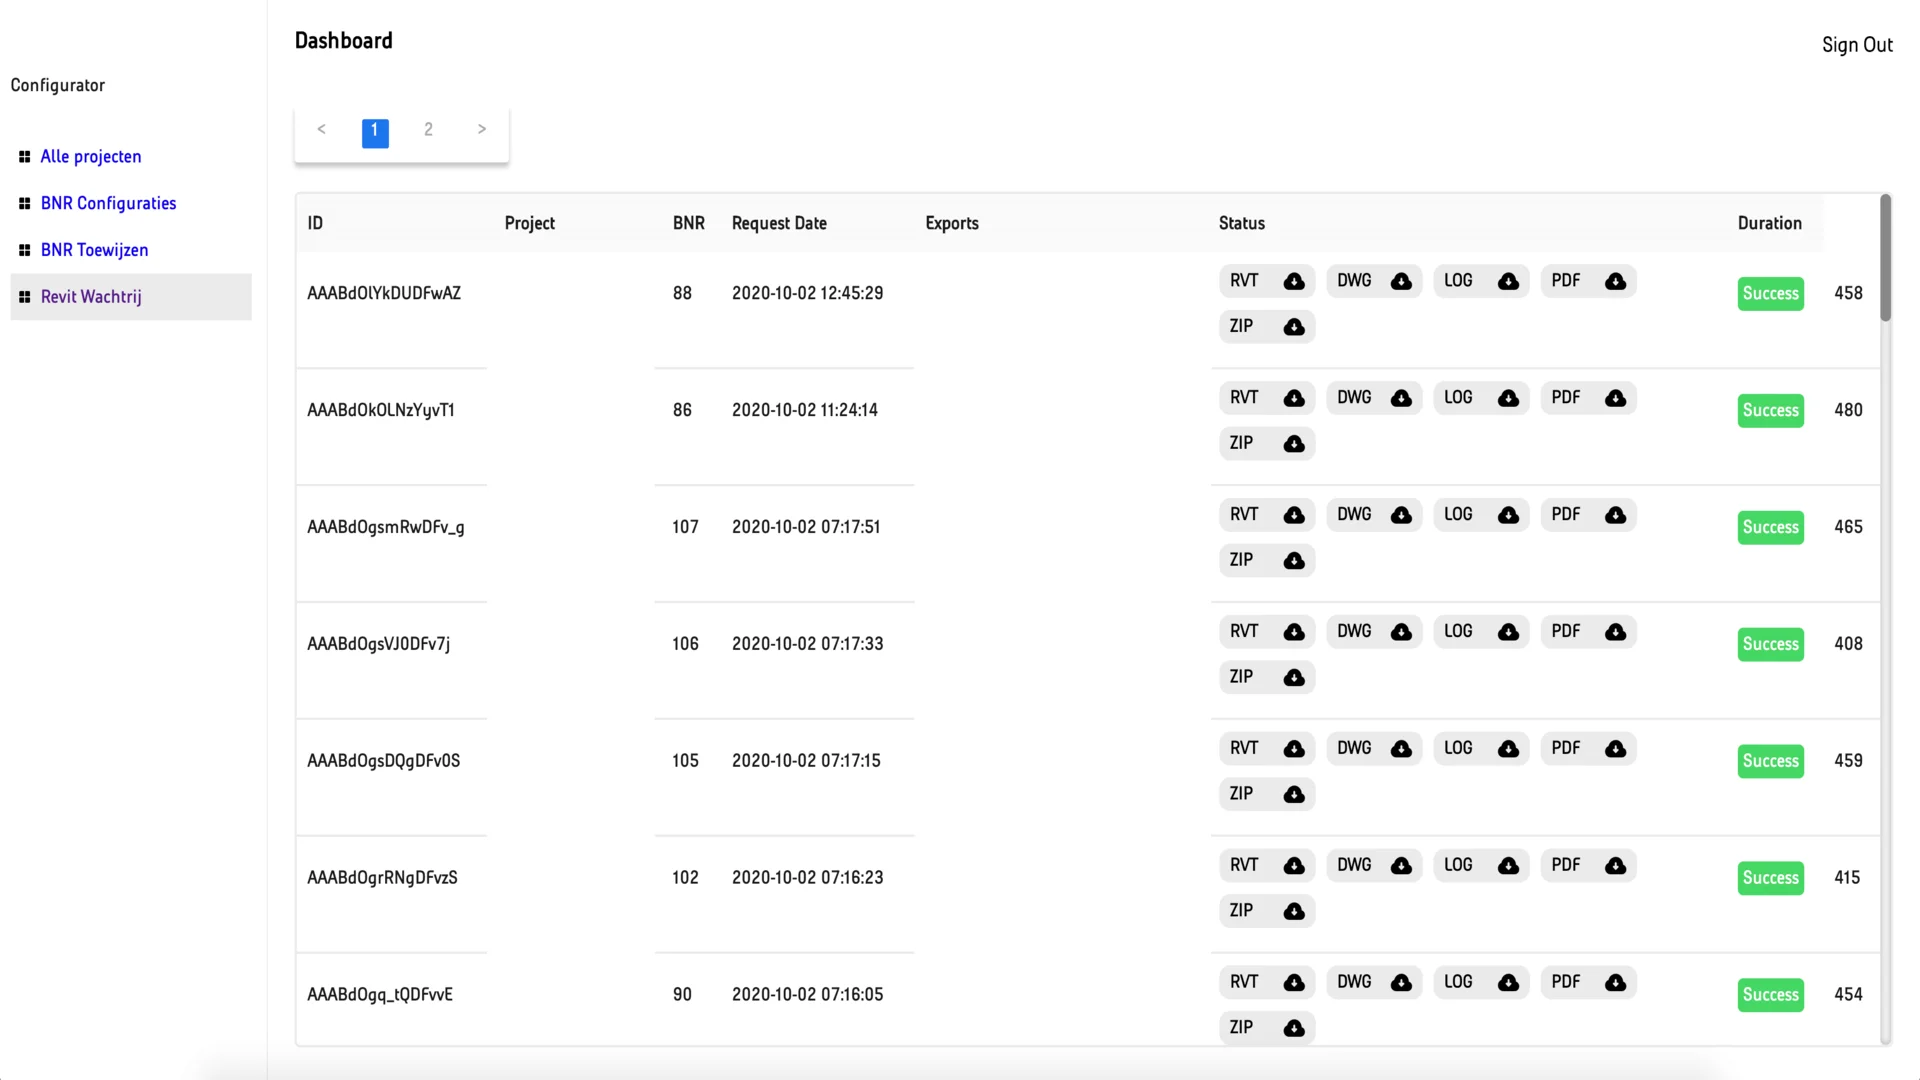 Dashboard
Sign Out
Configurator
Alle projecten
BNR Configuraties
BNR Toewijzen
Revit Wachtrij
< 1 2 >
ID Project BNR Request Date Exports Status Duration
AAABdOlYkDUDFwAZ 88 2020-10-02 12:45:29 RVT DWG LOG PDF Success 458
ZIP
AAABdOkOLNzYyvT1 86 2020-10-02 11:24:14 RVT DWG LOG PDF Success 480
ZIP
AAABdOgsmRwDFv_g 107 2020-10-02 07:17:51 RVT DWG LOG PDF Success 465
ZIP
AAABdOgsVJ0DFv7j 106 2020-10-02 07:17:33 RVT DWG LOG PDF Success 408
ZIP
AAABdOgsDQgDFv0S 105 2020-10-02 07:17:15 RVT DWG LOG PDF Success 459
ZIP
AAABdOgrRNgDFvzS 102 2020-10-02 07:16:23 RVT DWG LOG PDF Success 415
ZIP
AAABdOgq_tQDFvvE 90 2020-10-02 07:16:05 RVT DWG LOG PDF Success 454
ZIP